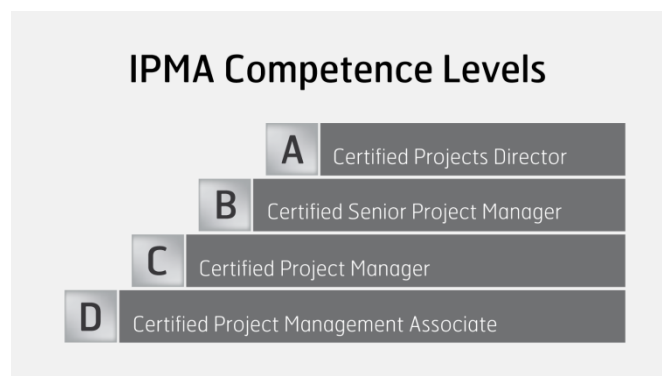 IPMA Competence Levels
A Certified Projects Director
B Certified Senior Project Manager
C Certified Project Manager
D Certified Project Management Associate